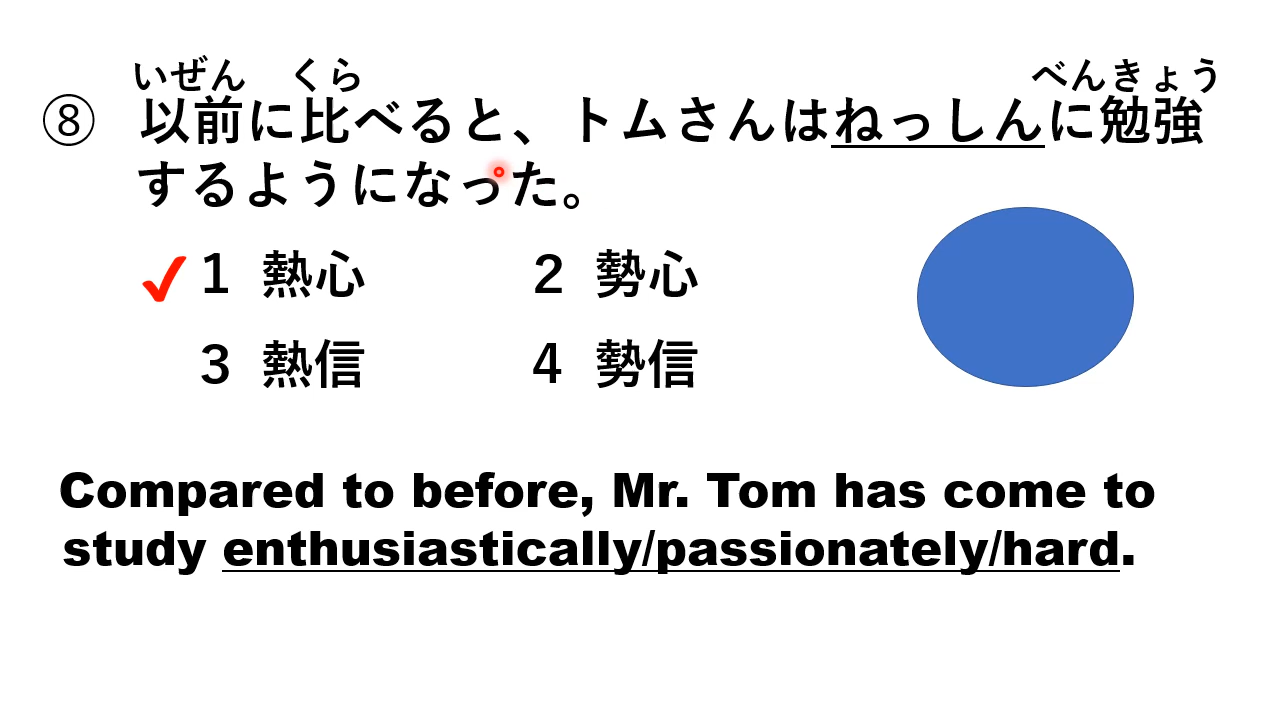 いぜん くら べんきょう
⑧ 以前に比べると、トムさんはねっしんに勉強
するようになった。
1 熱心 2 勢心
3 熱信 4 勢信
Compared to before, Mr. Tom has come to
study enthusiastically/passionately/hard.